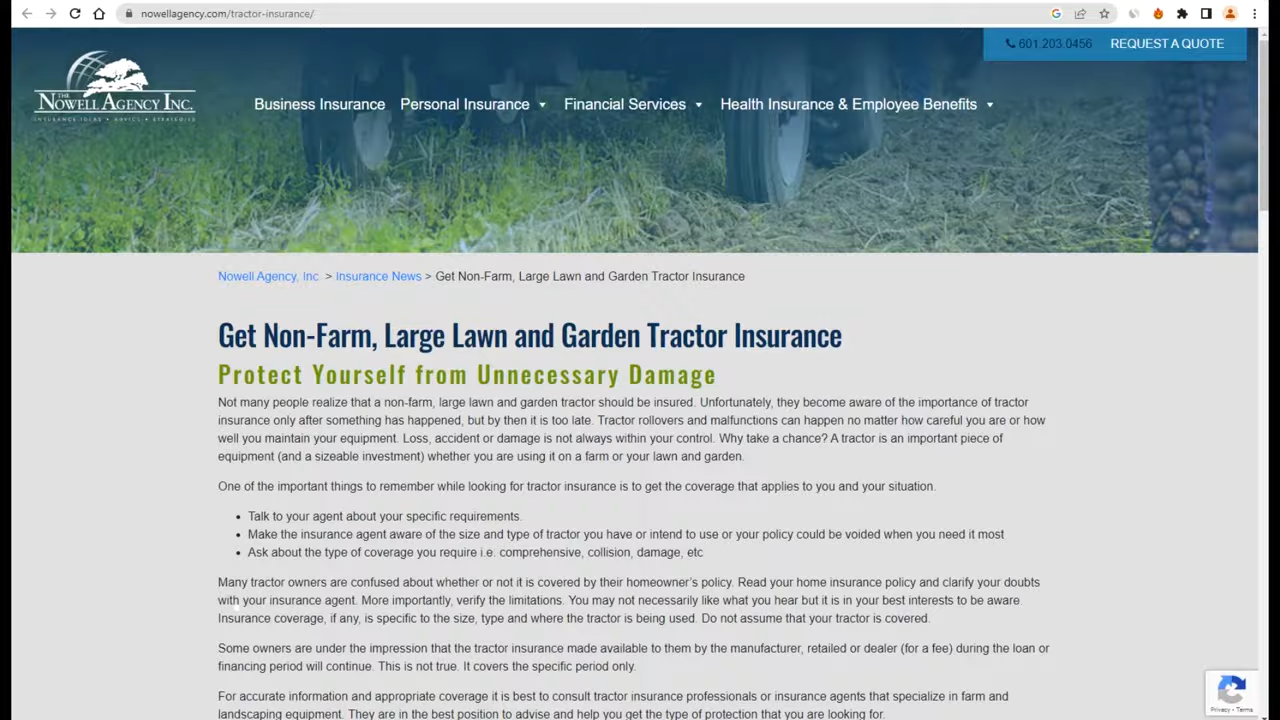 nowellagency.com/tractor-insurance/
601.203.0456 REQUEST A QUOTE
THE NOWELL AGENCY INC.
INSURANCE IDEAS • ADVICE • STRATEGIES
Business Insurance Personal Insurance Financial Services Health Insurance & Employee Benefits
Nowell Agency, Inc. > Insurance News > Get Non-Farm, Large Lawn and Garden Tractor Insurance
Get Non-Farm, Large Lawn and Garden Tractor Insurance
Protect Yourself from Unnecessary Damage
Not many people realize that a non-farm, large lawn and garden tractor should be insured. Unfortunately, they become aware of the importance of tractor
insurance only after something has happened, but by then it is too late. Tractor rollovers and malfunctions can happen no matter how careful you are or how
well you maintain your equipment. Loss, accident or damage is not always within your control. Why take a chance? A tractor is an important piece of
equipment (and a sizeable investment) whether you are using it on a farm or your lawn and garden.
One of the important things to remember while looking for tractor insurance is to get the coverage that applies to you and your situation.
• Talk to your agent about your specific requirements.
• Make the insurance agent aware of the size and type of tractor you have or intend to use or your policy could be voided when you need it most
• Ask about the type of coverage you require i.e. comprehensive, collision, damage, etc
Many tractor owners are confused about whether or not it is covered by their homeowner's policy. Read your home insurance policy and clarify your doubts
with your insurance agent. More importantly, verify the limitations. You may not necessarily like what you hear but it is in your best interests to be aware.
Insurance coverage, if any, is specific to the size, type and where the tractor is being used. Do not assume that your tractor is covered.
Some owners are under the impression that the tractor insurance made available to them by the manufacturer, retailed or dealer (for a fee) during the loan or
financing period will continue. This is not true. It covers the specific period only.
For accurate information and appropriate coverage it is best to consult tractor insurance professionals or insurance agents that specialize in farm and
landscaping equipment. They are in the best position to advise and help you get the type of protection that you are looking for.
Privacy - Terms